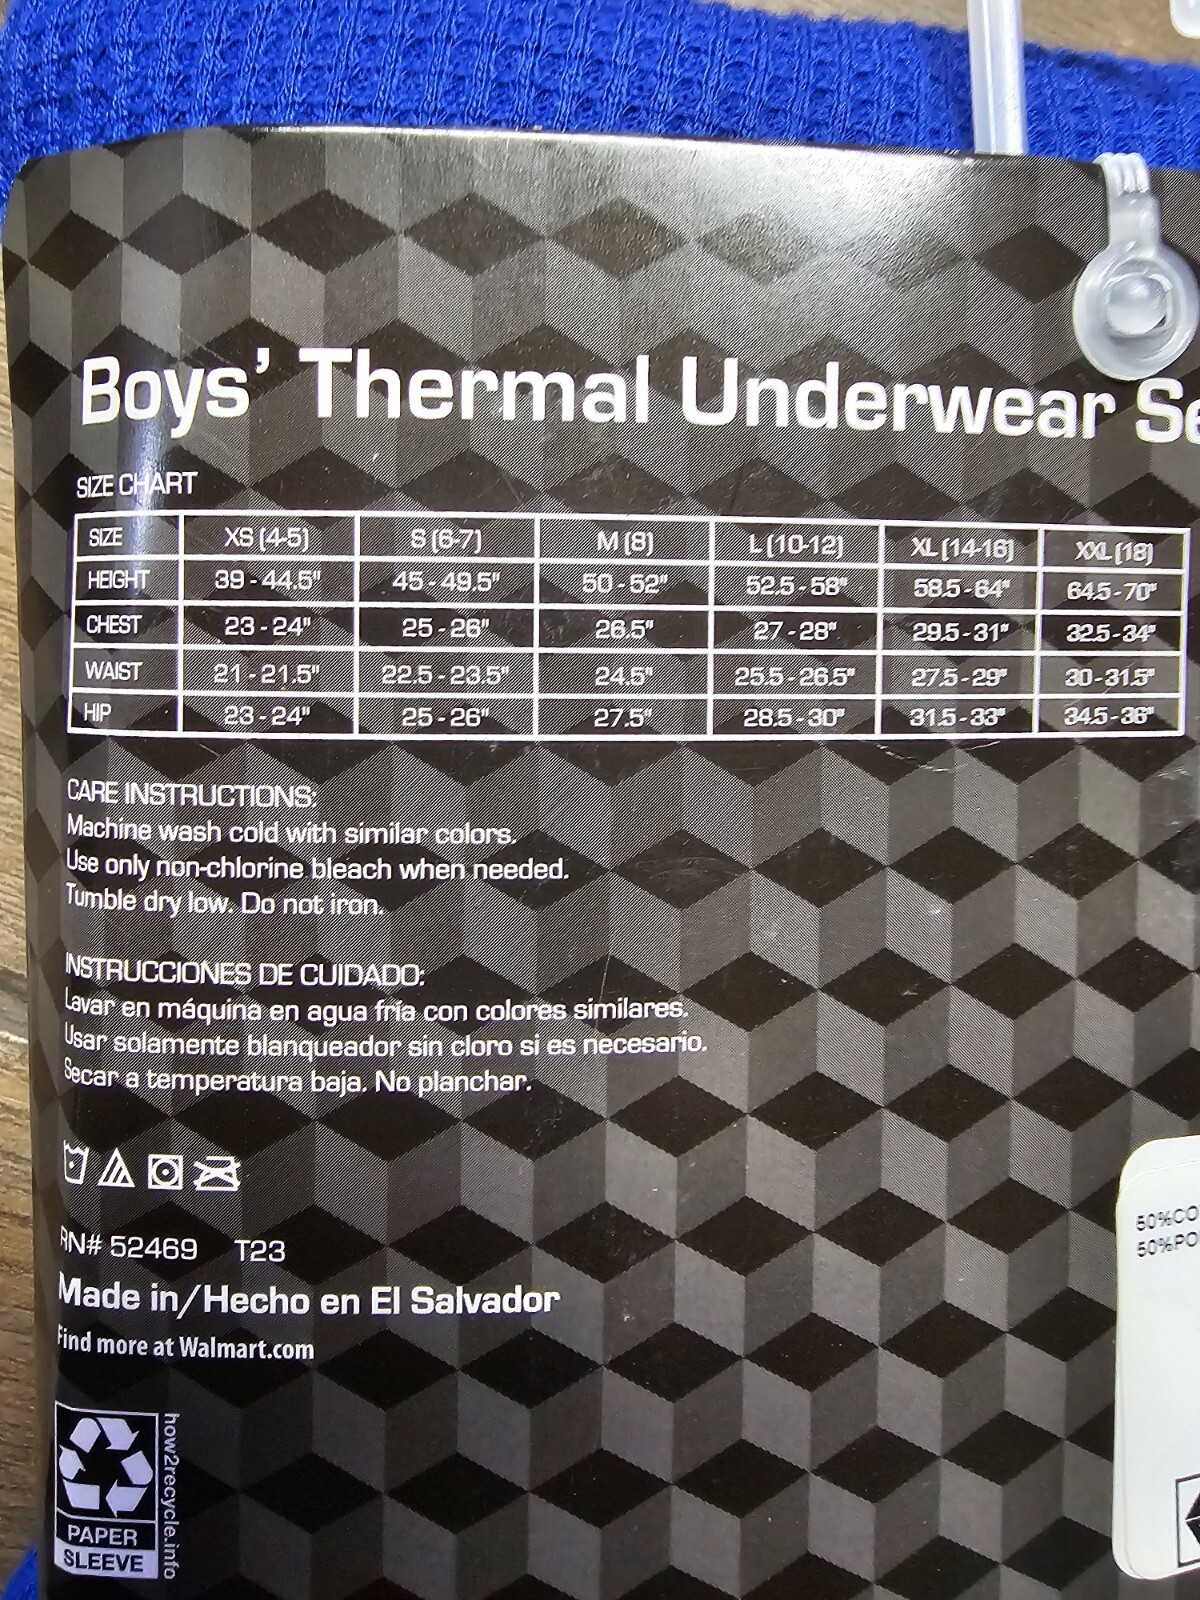 Boys' Thermal Underwear
SIZE CHART
SIZE XS (4-5) S (6-7) M (8) L (10-12) XL (14-16) XXL (18)
HEIGHT 39 - 44.5" 45 - 49.5" 50 - 52" 52.5 - 58" 58.5 - 64" 64.5 - 70"
CHEST 23 - 24" 25 - 26" 26.5" 27 - 28" 29.5 - 31" 32.5 - 34"
WAIST 21 - 21.5" 22.5 - 23.5" 24.5" 25.5 - 26.5" 27.5 - 29" 30 - 31.5"
HIP 23 - 24" 25 - 26" 27.5" 28.5 - 30" 31.5 - 33" 34.5 - 36"
CARE INSTRUCTIONS:
Machine wash cold with similar colors.
Use only non-chlorine bleach when needed.
Tumble dry low. Do not iron.
INSTRUCCIONES DE CUIDADO:
Lavar en máquina en agua fría con colores similares.
Usar solamente blanqueador sin cloro si es necesario.
Secar a temperatura baja. No planchar.
RN# 52469 T23
Made in/Hecho en El Salvador
Find more at Walmart.com
PAPER
SLEEVE
how2recycle.info
50%
50%